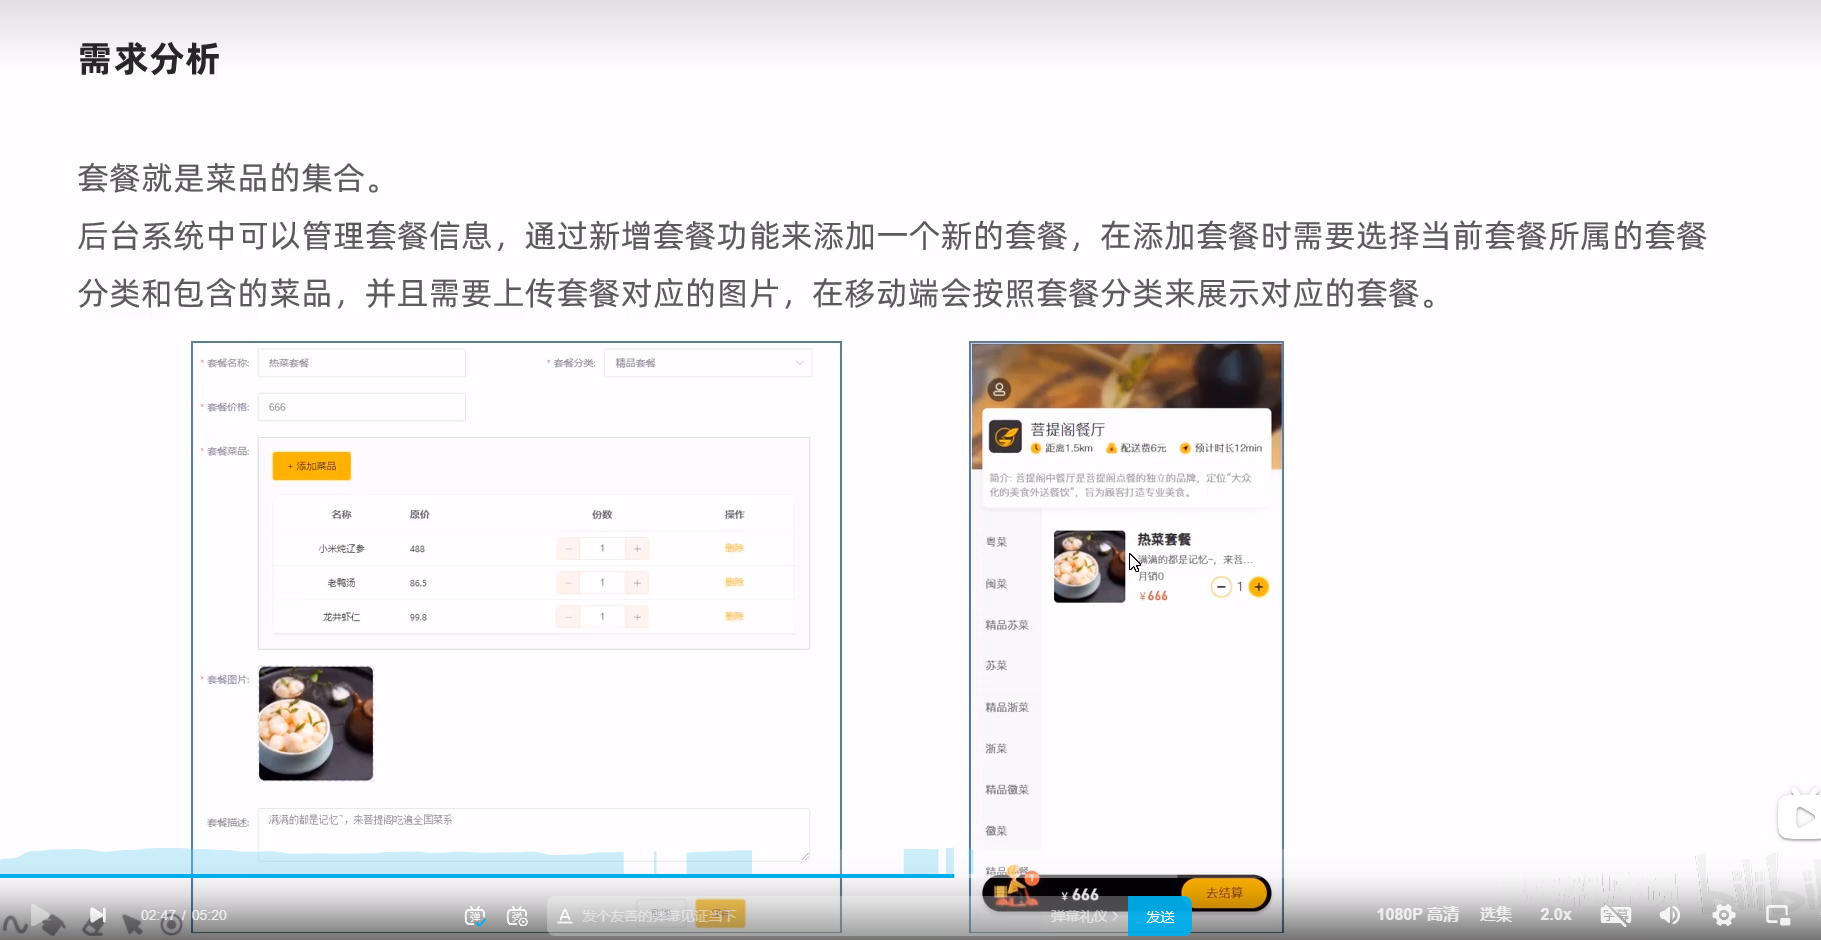 需求分析
套餐就是菜品的集合。
后台系统中可以管理套餐信息，通过新增套餐功能来添加一个新的套餐，在添加套餐时需要选择当前套餐所属的套餐
分类和包含的菜品，并且需要上传套餐对应的图片，在移动端会按照套餐分类来展示对应的套餐。
* 套餐名称: 热菜套餐 * 套餐分类: 精品套餐
* 套餐价格: 666
* 套餐菜品:
+ 添加菜品
名称 原价 份数 操作
小米炖辽参 488 − 1 + 删除
老鸭汤 86.5 − 1 + 删除
龙井虾仁 99.8 − 1 + 删除
* 套餐图片:
套餐描述: 满满的都是记忆~，来菩提阁吃遍全国菜系
菩提阁餐厅
距离1.5km 配送费6元 预计时长12min
简介: 菩提阁中餐厅是菩提阁点餐的独立的品牌，定位“大众
化的美食外送餐饮”，旨为顾客打造专业美食。
粤菜
闽菜
精品苏菜
苏菜
精品浙菜
浙菜
精品徽菜
徽菜
热菜套餐
满满的都是记忆~，来菩...
月销0
¥666 − 1 +
¥ 666 去结算
02:47 / 05:20 发个友善的弹幕见证当下 弹幕礼仪 > 发送 1080P 高清 选集 2.0x
bilibili